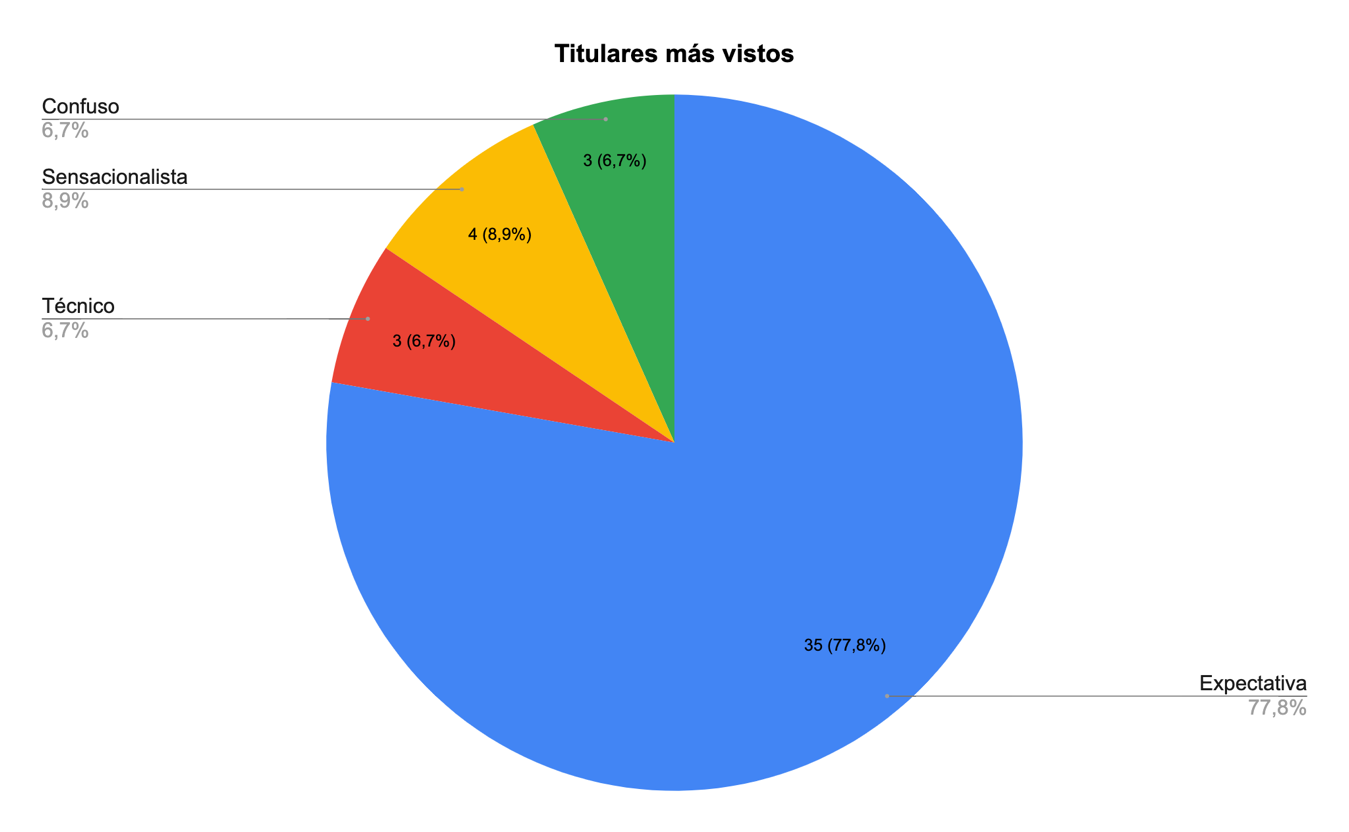 Titulares más vistos
Confuso
6,7%
3 (6,7%)
Sensacionalista
8,9%
4 (8,9%)
Técnico
6,7%
3 (6,7%)
35 (77,8%)
Expectativa
77,8%